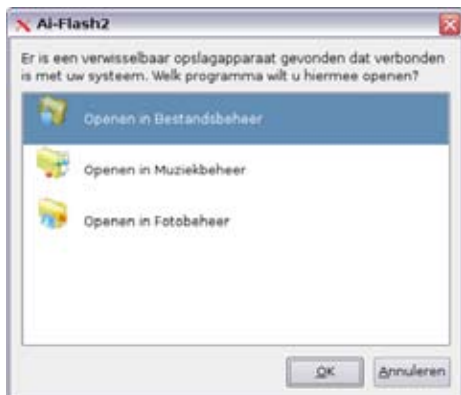 Ai-Flash2
Er is een verwisselbaar opslagapparaat gevonden dat verbonden
is met uw systeem. Welk programma wilt u hiermee openen?
Openen in Bestandsbeheer
Openen in Muziekbeheer
Openen in Fotobeheer
OK
Annuleren